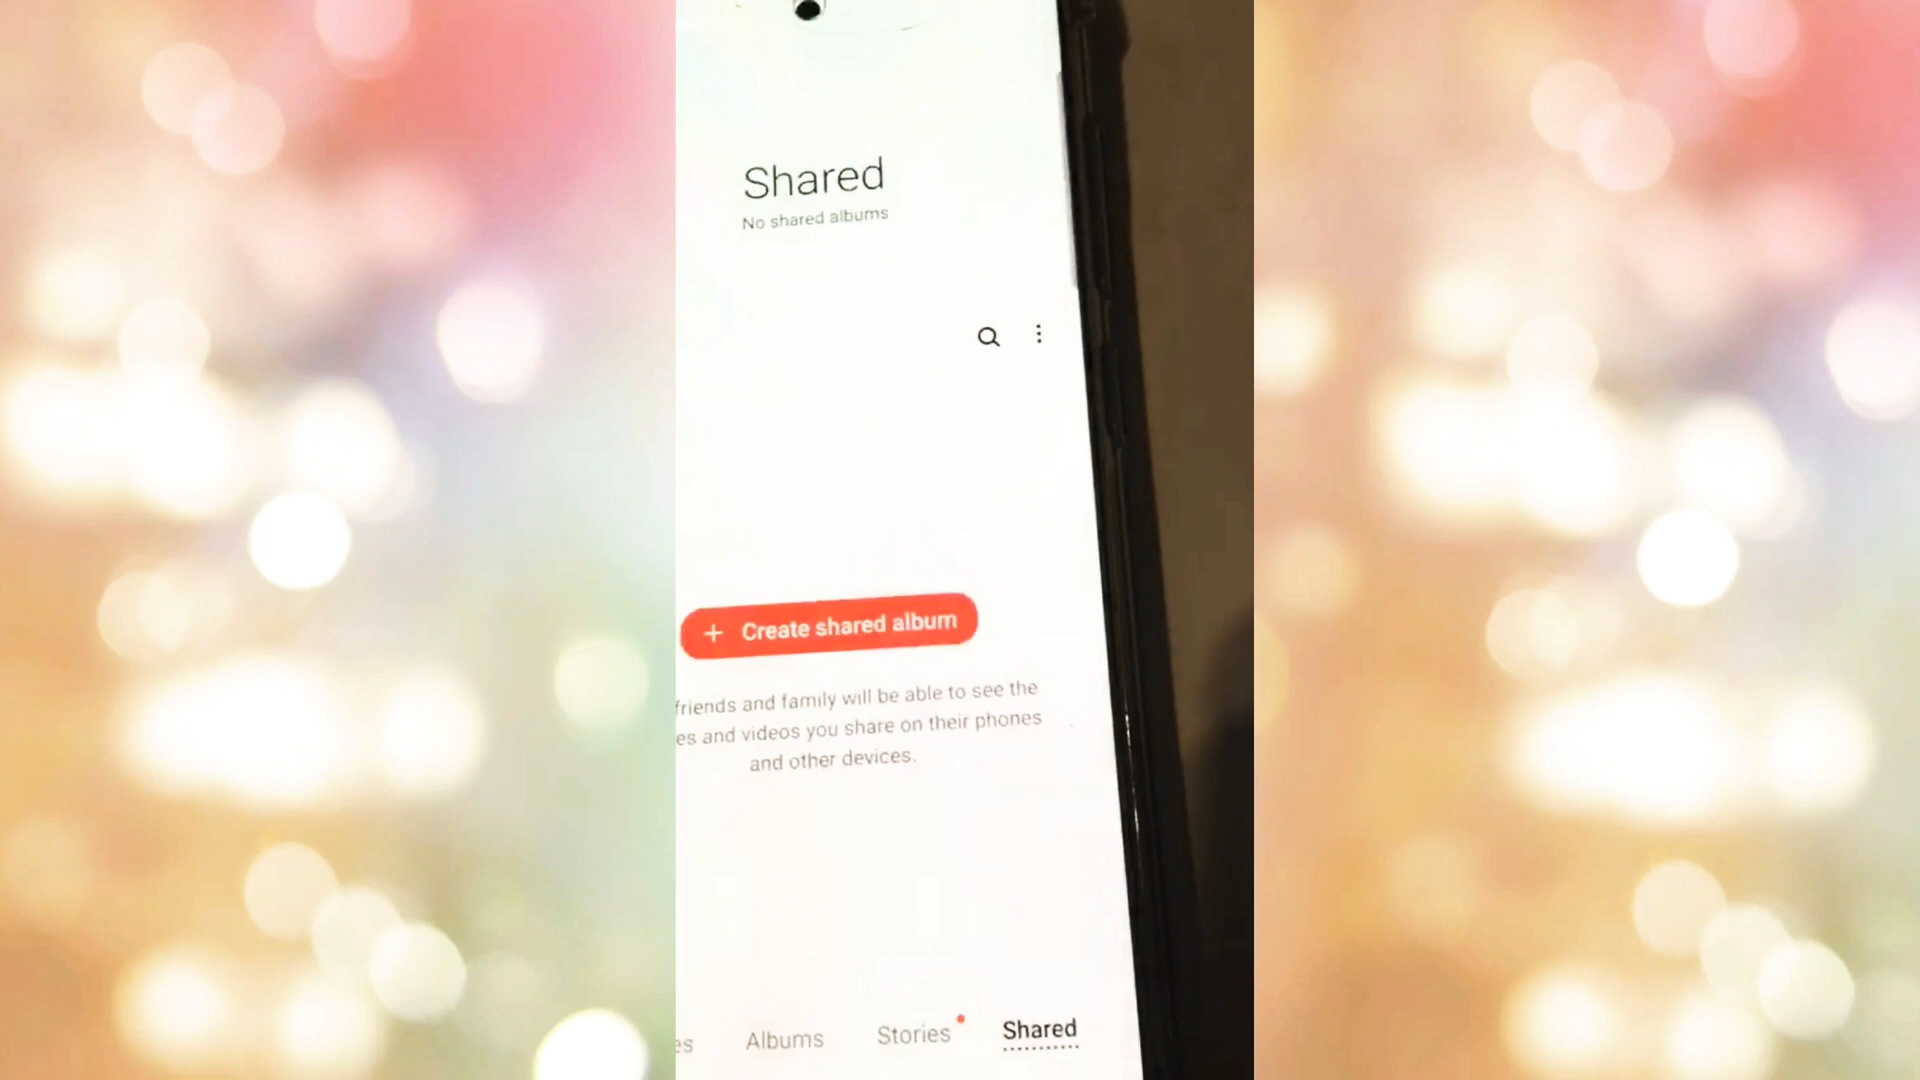 Shared
No shared albums
+ Create shared album
friends and family will be able to see the
es and videos you share on their phones
and other devices.
es Albums Stories Shared